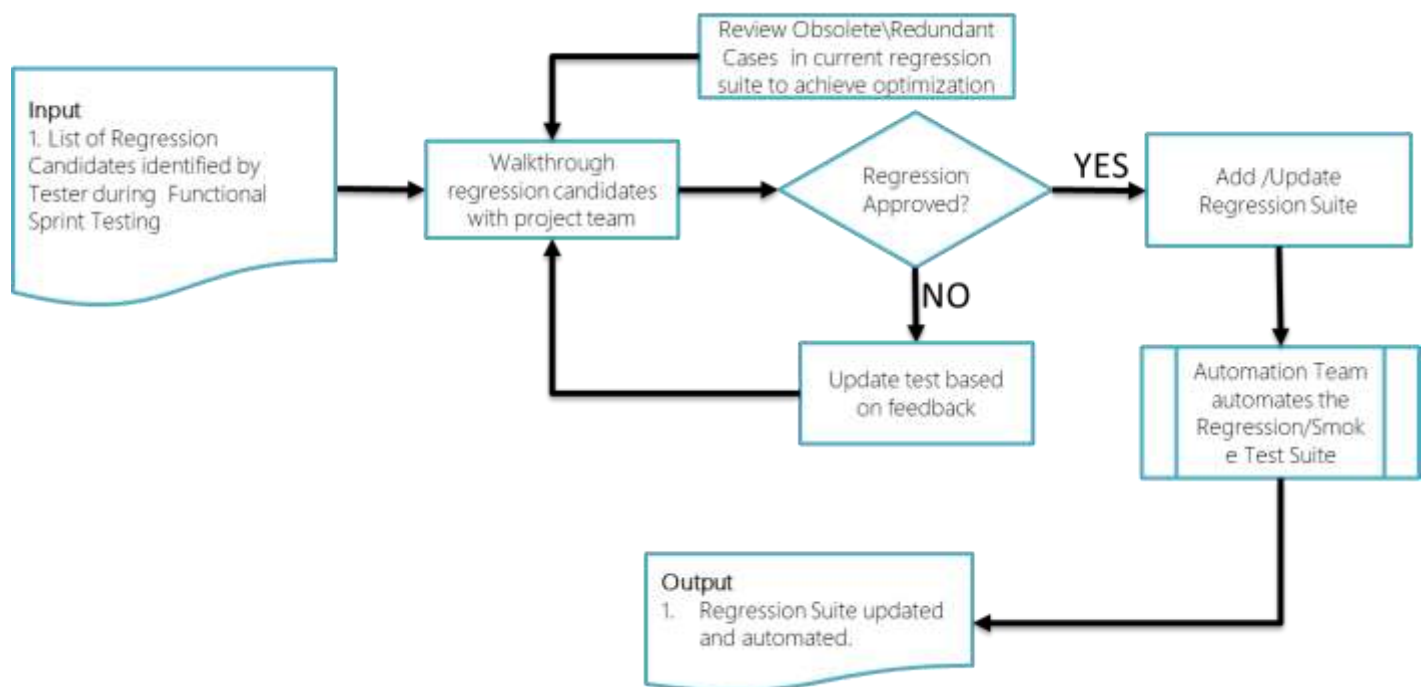 Review Obsolete\Redundant
Cases in current regression
suite to achieve optimization
Input
1. List of Regression
Candidates identified by
Tester during Functional
Sprint Testing
Walkthrough
regression candidates
with project team
Regression
Approved?
YES
Add /Update
Regression Suite
NO
Update test based
on feedback
Automation Team
automates the
Regression/Smok
e Test Suite
Output
1. Regression Suite updated
and automated.